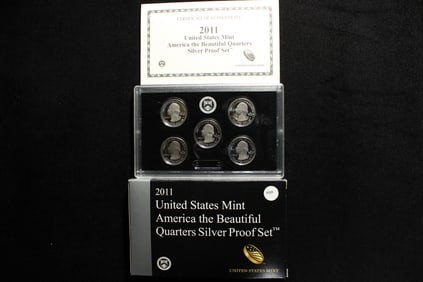 CERTIFICATE OF AUTHENTICITY
2011
United States Mint
America the Beautiful Quarters
Silver Proof Set™
2011
United States Mint
America the Beautiful
Quarters Silver Proof Set™
UNITED STATES MINT